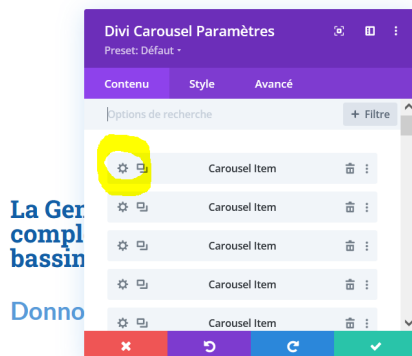 Divi Carousel Paramètres
Preset: Défaut
Contenu Style Avancé
Options de recherche + Filtre
Carousel Item
Carousel Item
La Gen
Carousel Item
compl
bassin
Carousel Item
Donno
Carousel Item